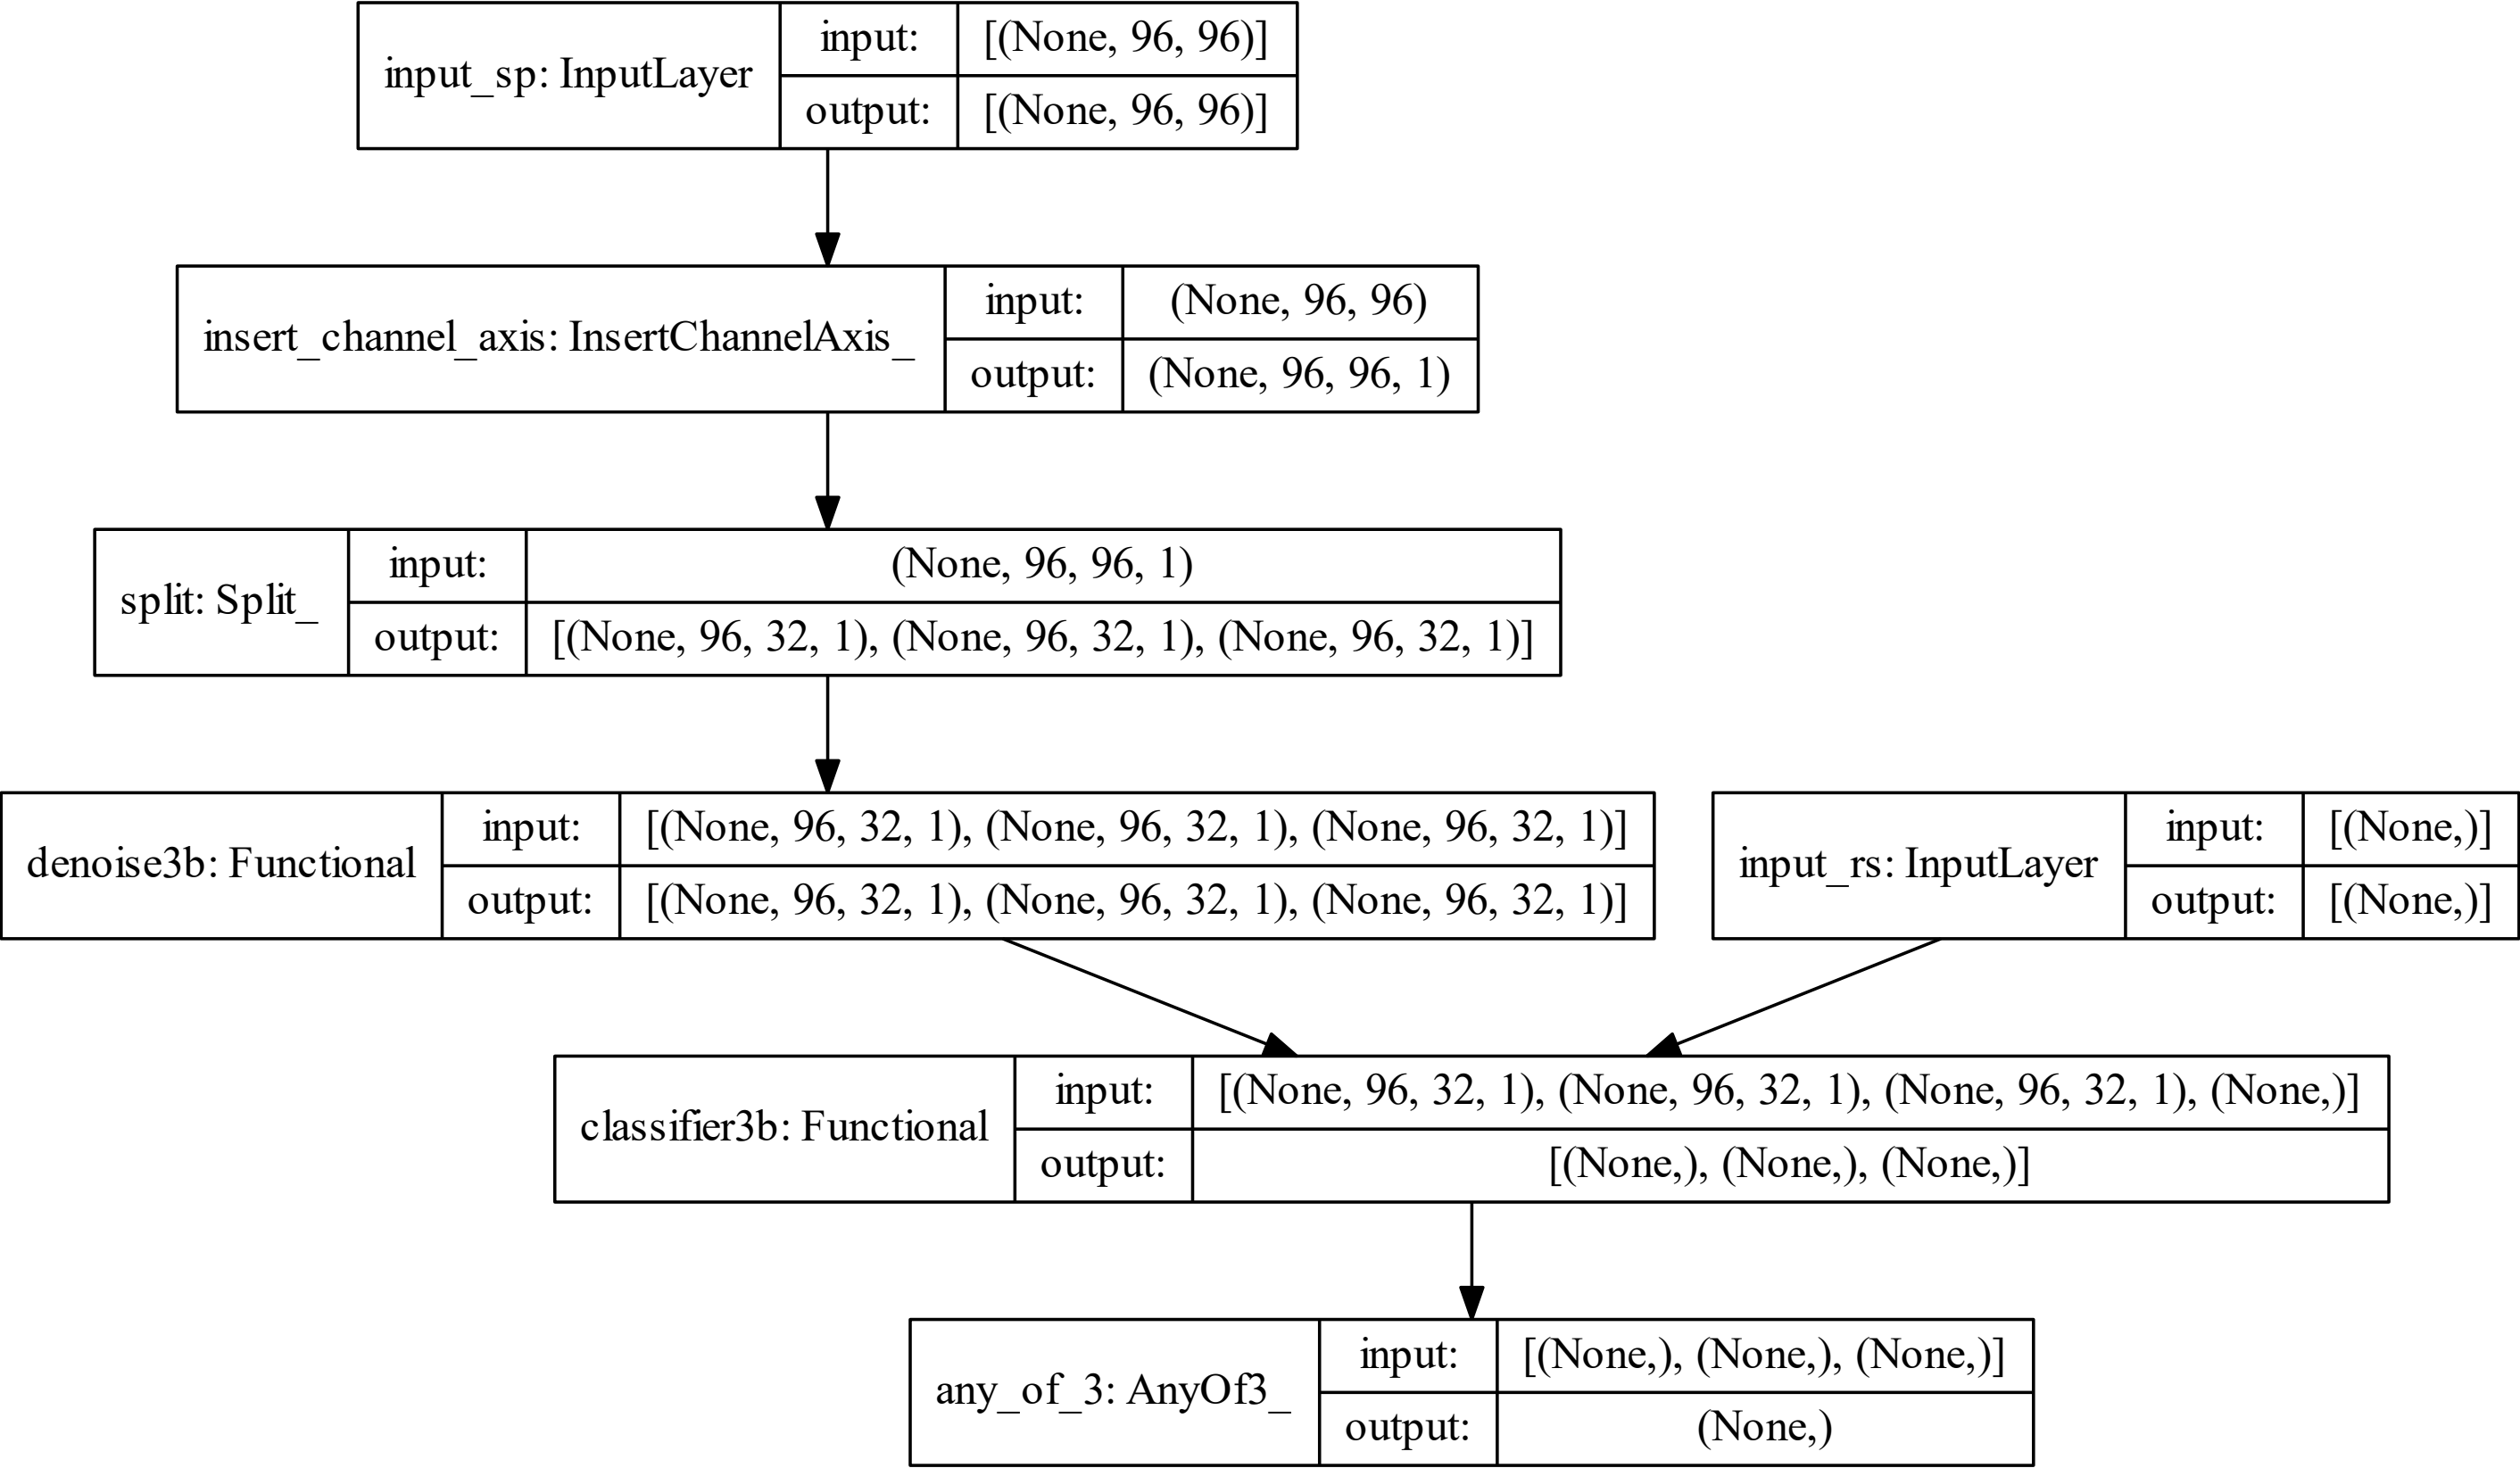 input_sp: InputLayer
input:
[(None, 96, 96)]
output:
[(None, 96, 96)]
insert_channel_axis: InsertChannelAxis_
input:
(None, 96, 96)
output:
(None, 96, 96, 1)
split: Split_
input:
(None, 96, 96, 1)
output:
[(None, 96, 32, 1), (None, 96, 32, 1), (None, 96, 32, 1)]
denoise3b: Functional
input:
[(None, 96, 32, 1), (None, 96, 32, 1), (None, 96, 32, 1)]
output:
[(None, 96, 32, 1), (None, 96, 32, 1), (None, 96, 32, 1)]
input_rs: InputLayer
input:
[(None,)]
output:
[(None,)]
classifier3b: Functional
input:
[(None, 96, 32, 1), (None, 96, 32, 1), (None, 96, 32, 1), (None,)]
output:
[(None,), (None,), (None,)]
any_of_3: AnyOf3_
input:
[(None,), (None,), (None,)]
output:
(None,)